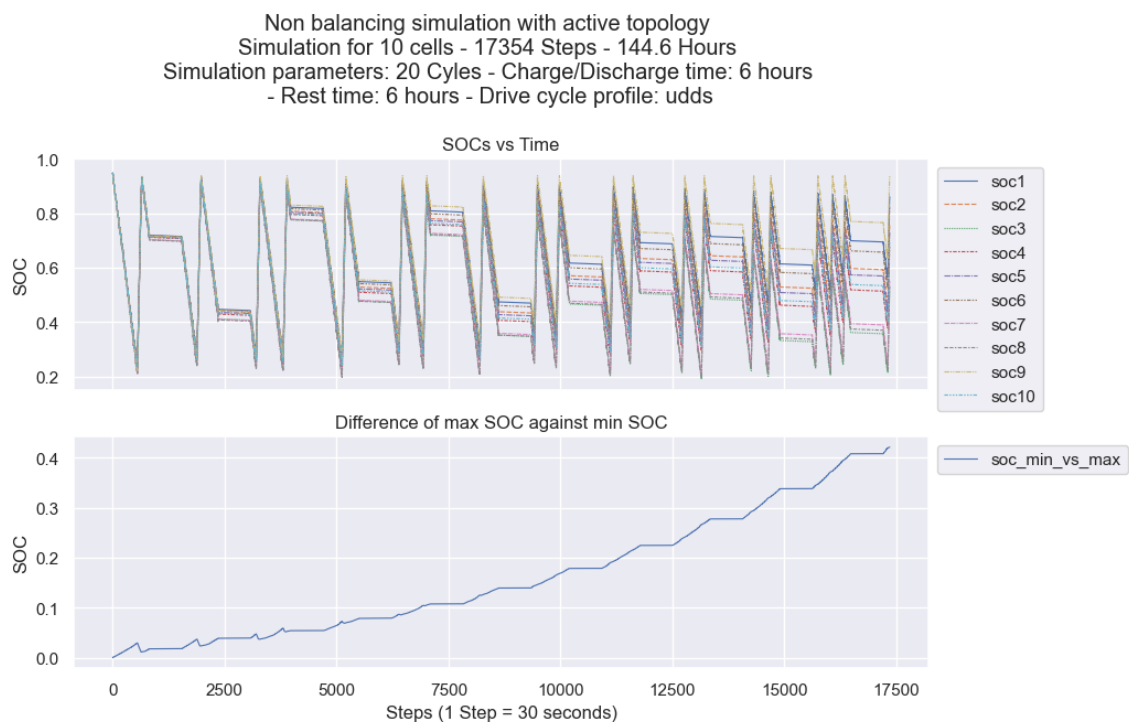 Non balancing simulation with active topology
Simulation for 10 cells - 17354 Steps - 144.6 Hours
Simulation parameters: 20 Cyles - Charge/Discharge time: 6 hours
- Rest time: 6 hours - Drive cycle profile: udds
SOCs vs Time
1.0
0.8
0.6
0.4
0.2
SOC
soc1
soc2
soc3
soc4
soc5
soc6
soc7
soc8
soc9
soc10
Difference of max SOC against min SOC
0.4
0.3
0.2
0.1
0.0
SOC
soc_min_vs_max
0 2500 5000 7500 10000 12500 15000 17500
Steps (1 Step = 30 seconds)